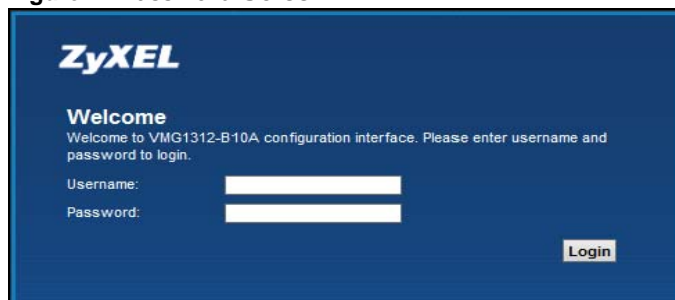 ZyXEL
Welcome
Welcome to VMG1312-B10A configuration interface. Please enter username and
password to login.
Username:
Password:
Login